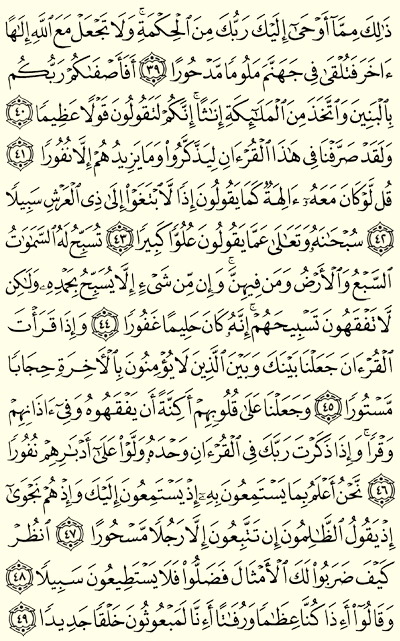 ذَٰلِكَ مِمَّآ أَوْحَىٰٓ إِلَيْكَ رَبُّكَ مِنَ ٱلْحِكْمَةِ ۗ وَلَا تَجْعَلْ مَعَ ٱللَّهِ إِلَٰهًا
ءَاخَرَ فَتُلْقَىٰ فِى جَهَنَّمَ مَلُومًا مَّدْحُورًا ٣٩ أَفَأَصْفَىٰكُمْ رَبُّكُم
بِٱلْبَنِينَ وَٱتَّخَذَ مِنَ ٱلْمَلَٰٓئِكَةِ إِنَٰثًا ۚ إِنَّكُمْ لَتَقُولُونَ قَوْلًا عَظِيمًا ٤٠
وَلَقَدْ صَرَّفْنَا فِى هَٰذَا ٱلْقُرْءَانِ لِيَذَّكَّرُوا۟ وَمَا يَزِيدُهُمْ إِلَّا نُفُورًا ٤١
قُل لَّوْ كَانَ مَعَهُۥٓ ءَالِهَةٌ كَمَا يَقُولُونَ إِذًا لَّٱبْتَغَوْا۟ إِلَىٰ ذِى ٱلْعَرْشِ سَبِيلًا
٤٢ سُبْحَٰنَهُۥ وَتَعَٰلَىٰ عَمَّا يَقُولُونَ عُلُوًّا كَبِيرًا ٤٣ تُسَبِّحُ لَهُ ٱلسَّمَٰوَٰتُ
ٱلسَّبْعُ وَٱلْأَرْضُ وَمَن فِيهِنَّ ۚ وَإِن مِّن شَىْءٍ إِلَّا يُسَبِّحُ بِحَمْدِهِۦ وَلَٰكِن
لَّا تَفْقَهُونَ تَسْبِيحَهُمْ ۗ إِنَّهُۥ كَانَ حَلِيمًا غَفُورًا ٤٤ وَإِذَا قَرَأْتَ
ٱلْقُرْءَانَ جَعَلْنَا بَيْنَكَ وَبَيْنَ ٱلَّذِينَ لَا يُؤْمِنُونَ بِٱلْءَاخِرَةِ حِجَابًا
مَّسْتُورًا ٤٥ وَجَعَلْنَا عَلَىٰ قُلُوبِهِمْ أَكِنَّةً أَن يَفْقَهُوهُ وَفِىٓ ءَاذَانِهِمْ
وَقْرًا ۚ وَإِذَا ذَكَرْتَ رَبَّكَ فِى ٱلْقُرْءَانِ وَحْدَهُۥ وَلَّوْا۟ عَلَىٰٓ أَدْبَٰرِهِمْ نُفُورًا
٤٦ نَّحْنُ أَعْلَمُ بِمَا يَسْتَمِعُونَ بِهِۦٓ إِذْ يَسْتَمِعُونَ إِلَيْكَ وَإِذْ هُمْ نَجْوَىٰٓ
إِذْ يَقُولُ ٱلظَّٰلِمُونَ إِن تَتَّبِعُونَ إِلَّا رَجُلًا مَّسْحُورًا ٤٧ ٱنظُرْ
كَيْفَ ضَرَبُوا۟ لَكَ ٱلْأَمْثَالَ فَضَلُّوا۟ فَلَا يَسْتَطِيعُونَ سَبِيلًا ٤٨
وَقَالُوٓا۟ أَءِذَا كُنَّا عِظَٰمًا وَرُفَٰتًا أَءِنَّا لَمَبْعُوثُونَ خَلْقًا جَدِيدًا ٤٩